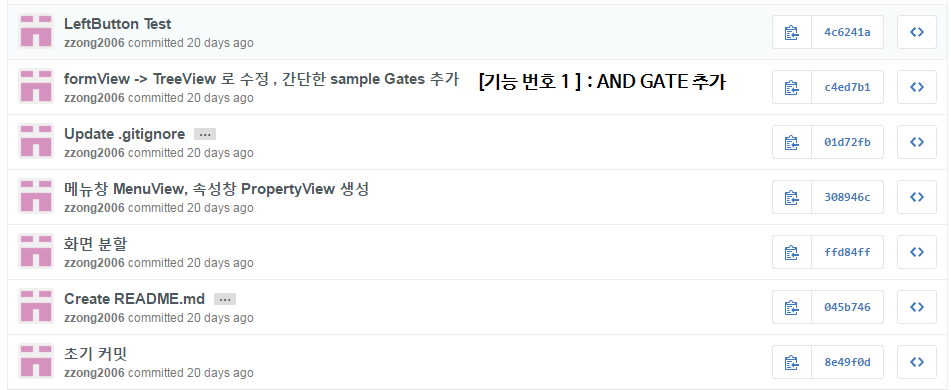 LeftButton Test
zzong2006 committed 20 days ago
4c6241a
formView -> TreeView 로 수정 , 간단한 sample Gates 추가 [기능 번호 1 ] : AND GATE 추가
zzong2006 committed 20 days ago
c4ed7b1
Update .gitignore ...
zzong2006 committed 20 days ago
01d72fb
메뉴창 MenuView, 속성창 PropertyView 생성
zzong2006 committed 20 days ago
308946c
화면 분할
zzong2006 committed 20 days ago
ffd84ff
Create README.md ...
zzong2006 committed 20 days ago
045b746
초기 커밋
zzong2006 committed 20 days ago
8e49f0d